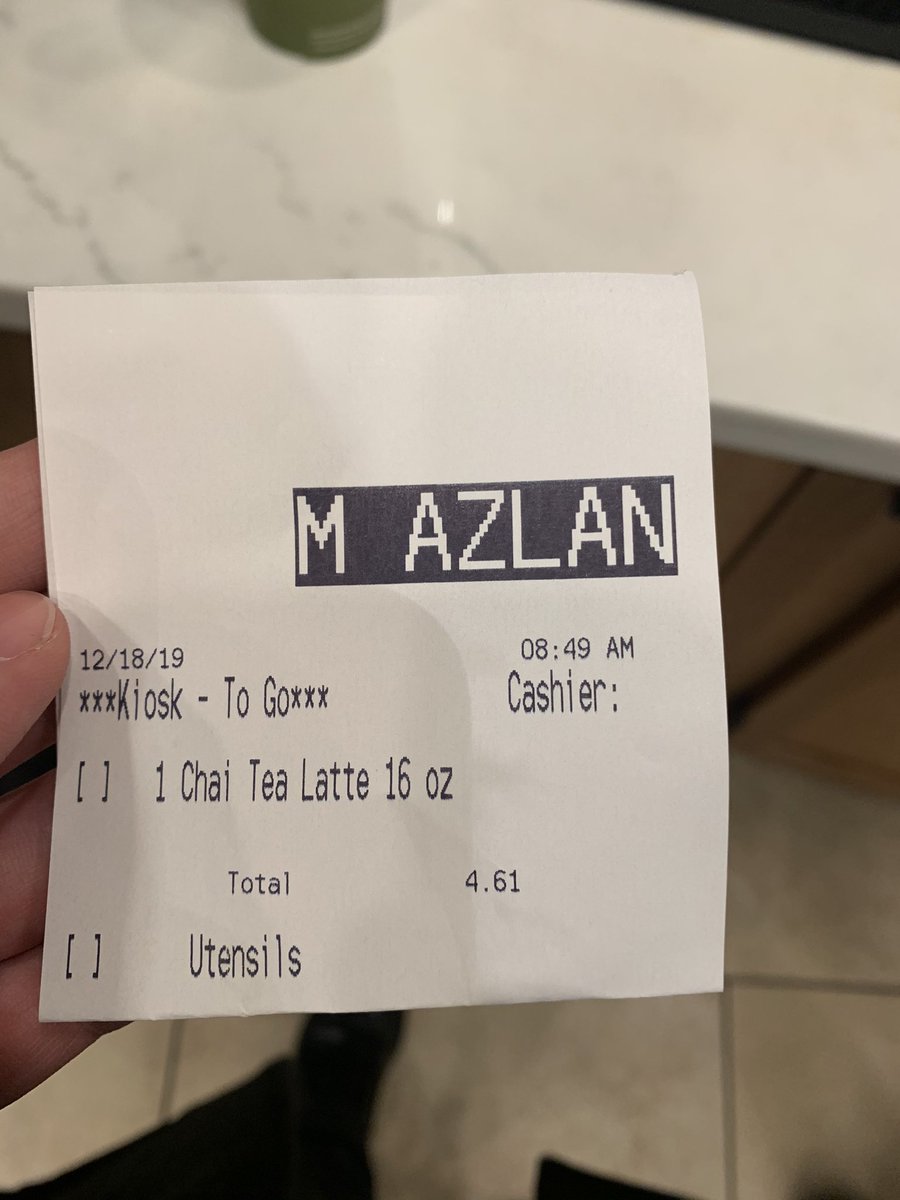 M AZLAN
12/18/19 08:49 AM
***Kiosk - To Go*** Cashier:
[ ] 1 Chai Tea Latte 16 oz
Total 4.61
[ ] Utensils